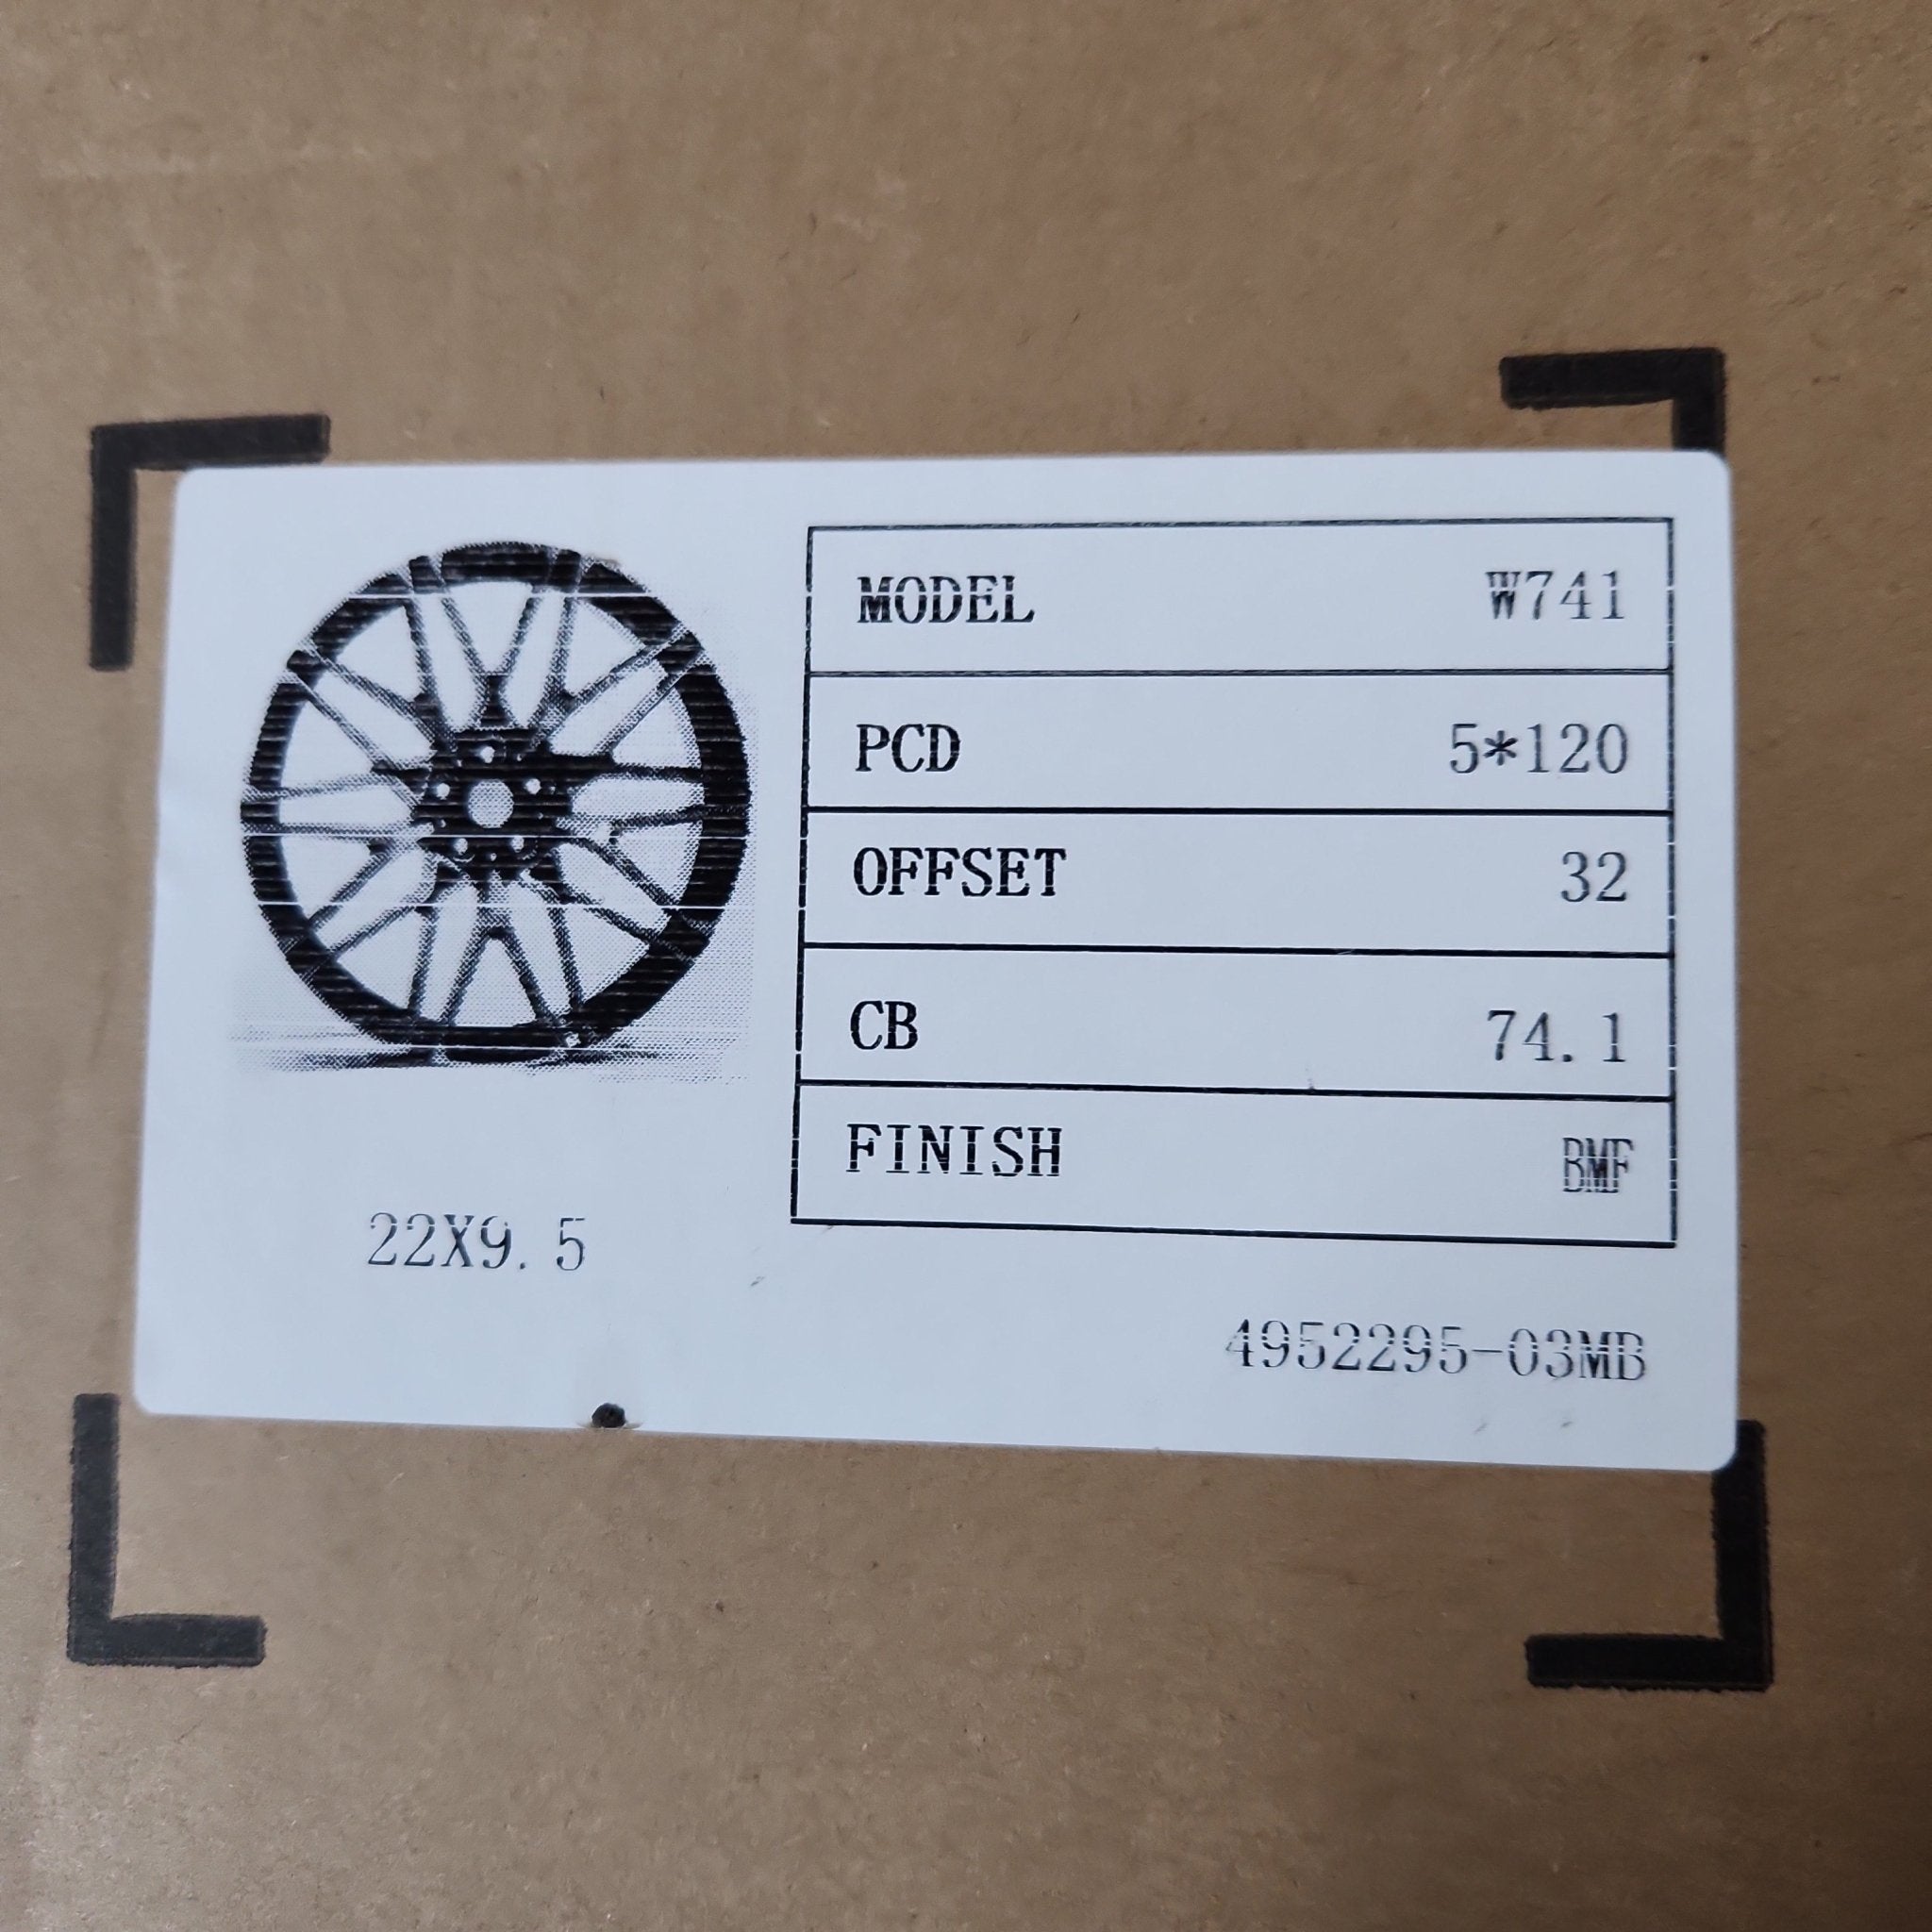 MODEL W741
PCD 5*120
OFFSET 32
CB 74.1
FINISH BMF
22X9.5
4952295-03MB